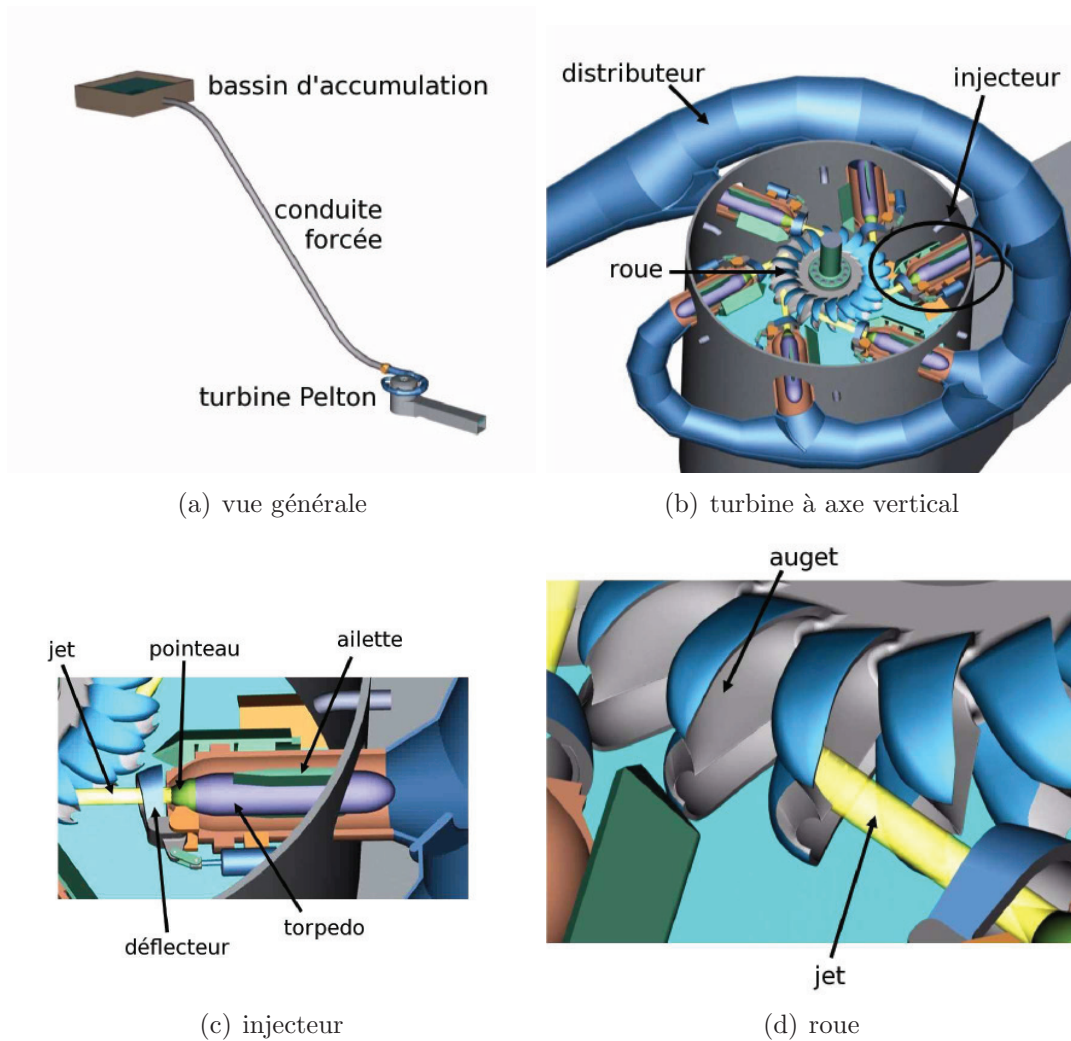 bassin d'accumulation
conduite
forcée
turbine Pelton
(a) vue générale
distributeur
injecteur
roue
(b) turbine à axe vertical
jet
pointeau
ailette
déflecteur
torpedo
(c) injecteur
auget
jet
(d) roue